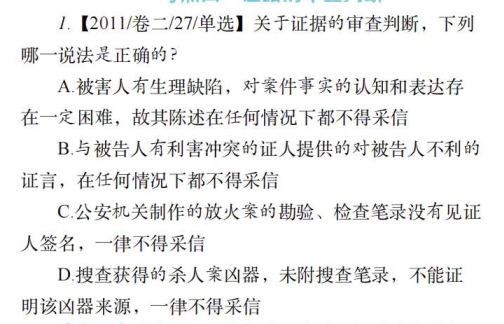 1.【2011/卷二/27/单选】关于证据的审查判断，下列
哪一说法是正确的？
A.被害人有生理缺陷，对案件事实的认知和表达存
在一定困难，故其陈述在任何情况下都不得采信
B.与被告人有利害冲突的证人提供的对被告人不利的
证言，在任何情况下都不得采信
C.公安机关制作的放火案的勘验、检查笔录没有见证
人签名，一律不得采信
D.搜查获得的杀人案凶器，未附搜查笔录，不能证
明该凶器来源，一律不得采信